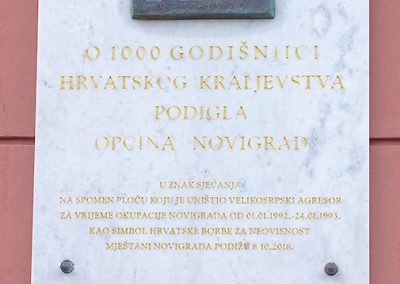 O 1000 GODIŠNJICI
HRVATSKOG KRALJEVSTVA
PODIGLA
OPĆINA NOVIGRAD
U ZNAK SJEĆANJA
NA SPOMEN PLOČU KOJU JE UNIŠTIO VELIKOSRPSKI AGRESOR
ZA VRIJEME OKUPACIJE NOVIGRADA OD 01.01.1992.-24.01.1993.
KAO SIMBOL HRVATSKE BORBE ZA NEOVISNOST
MJEŠTANI NOVIGRADA PODIŽU 8.10.2018.